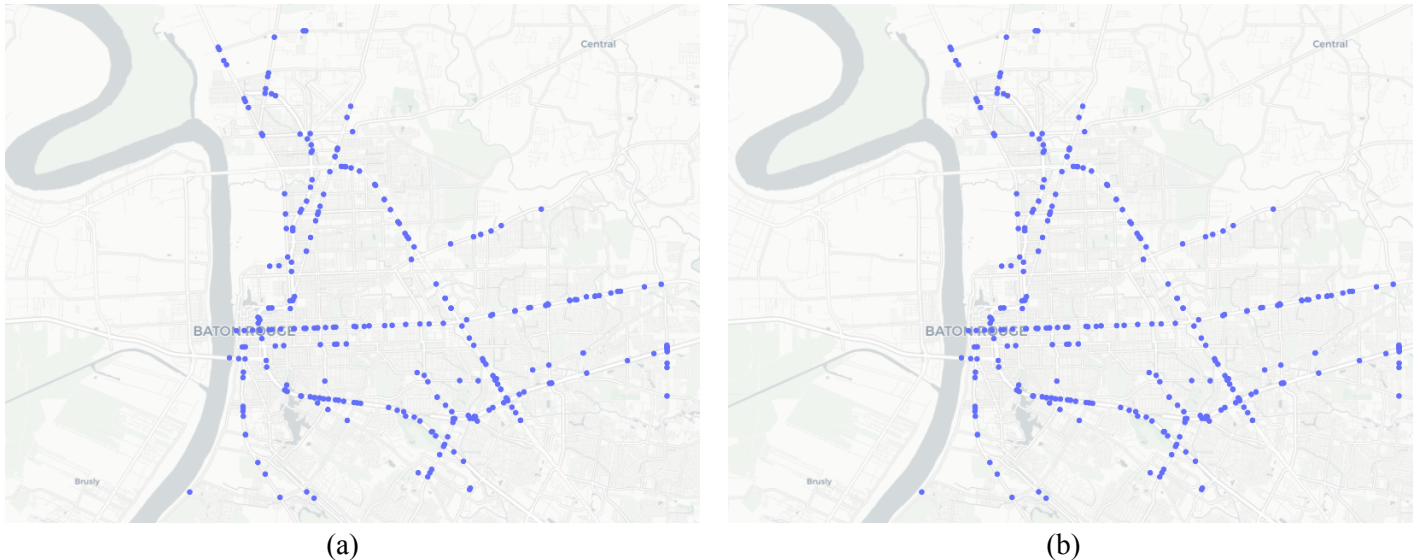 Central
BATON ROUGE
Brusly
(a)
Central
BATON ROUGE
Brusly
(b)